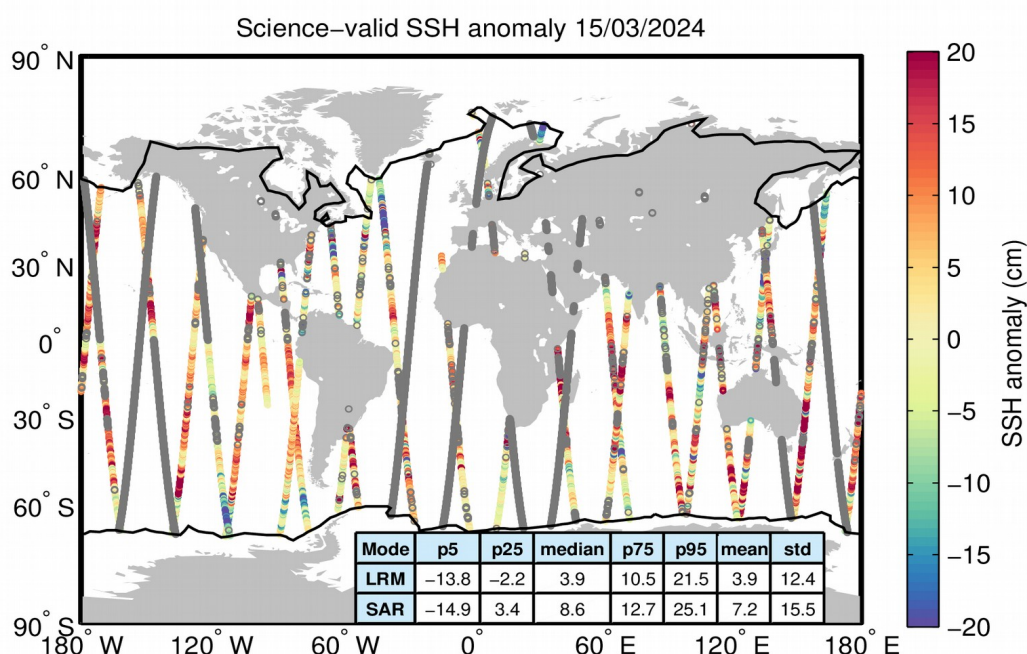 Science−valid SSH anomaly 15/03/2024
90° N
60° N
30° N
0°
30° S
60° S
90° S
180° W 120° W 60° W 0° 60° E 120° E 180° E
Mode p5 p25 median p75 p95 mean std
LRM −13.8 −2.2 3.9 10.5 21.5 3.9 12.4
SAR −14.9 3.4 8.6 12.7 25.1 7.2 15.5
20
15
10
5
0
−5
−10
−15
−20
SSH anomaly (cm)